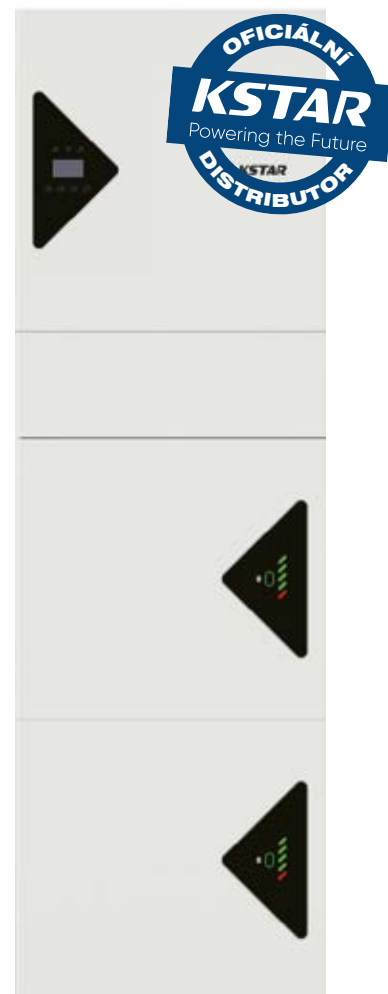 OFICIÁLNÍ
KSTAR
Powering the Future
KSTAR
DISTRIBUTOR